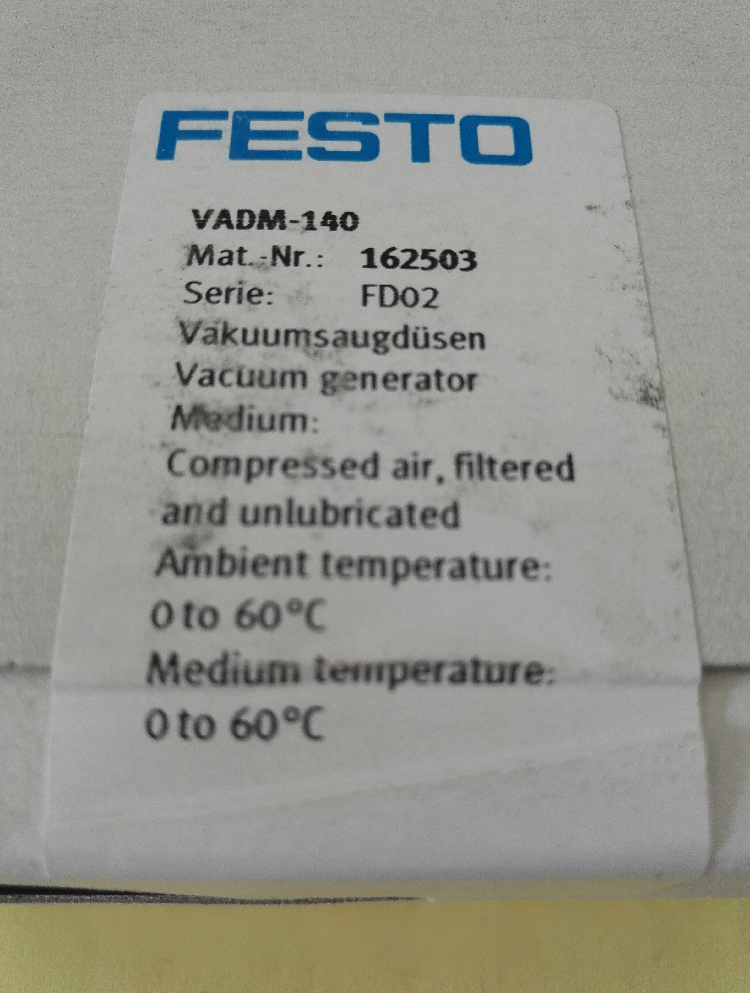 FESTO
VADM-140
Mat.-Nr.: 162503
Serie: FD02
Vakuumsaugdüsen
Vacuum generator
Medium:
Compressed air, filtered
and unlubricated
Ambient temperature:
0 to 60°C
Medium temperature:
0 to 60°C